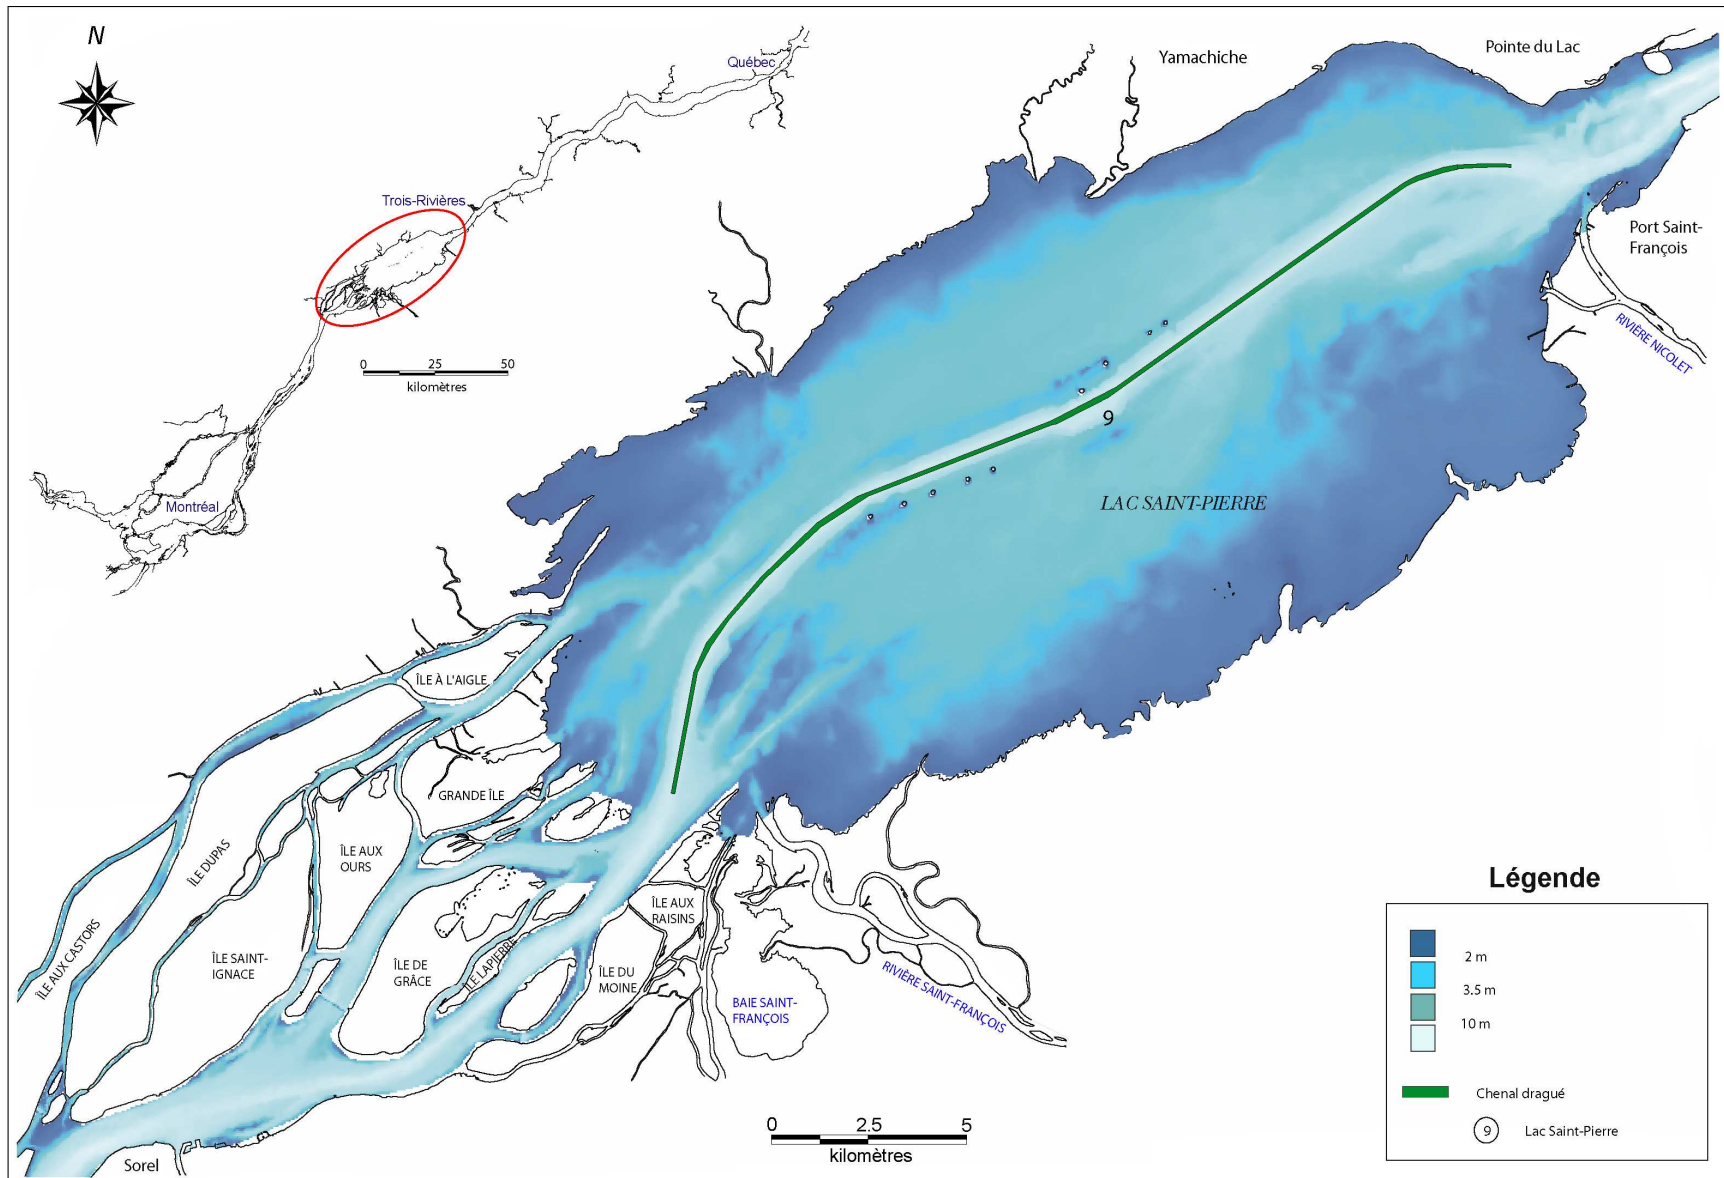 N
Québec
Trois-Rivières
0 25 50
kilomètres
Montréal
Yamachiche
Pointe du Lac
Port Saint-
François
RIVIÈRE NICOLET
9
LAC SAINT-PIERRE
ÎLE À L'AIGLE
GRANDE ÎLE
ÎLE DUPAS
ÎLE AUX
OURS
ÎLE AUX CASTORS
ÎLE SAINT-
IGNACE
ÎLE DE
GRÂCE
ÎLE LAPIERRE
ÎLE AUX
RAISINS
ÎLE DU
MOINE
BAIE SAINT-
FRANÇOIS
RIVIÈRE SAINT-FRANÇOIS
Sorel
0 2.5 5
kilomètres
Légende
2 m
3.5 m
10 m
Chenal dragué
9 Lac Saint-Pierre